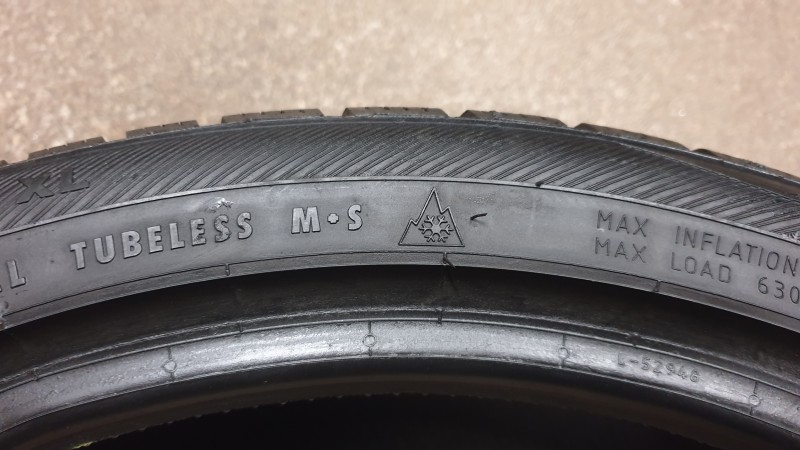 XL
TUBELESS M+S
MAX INFLATION
MAX LOAD 630
L-52946